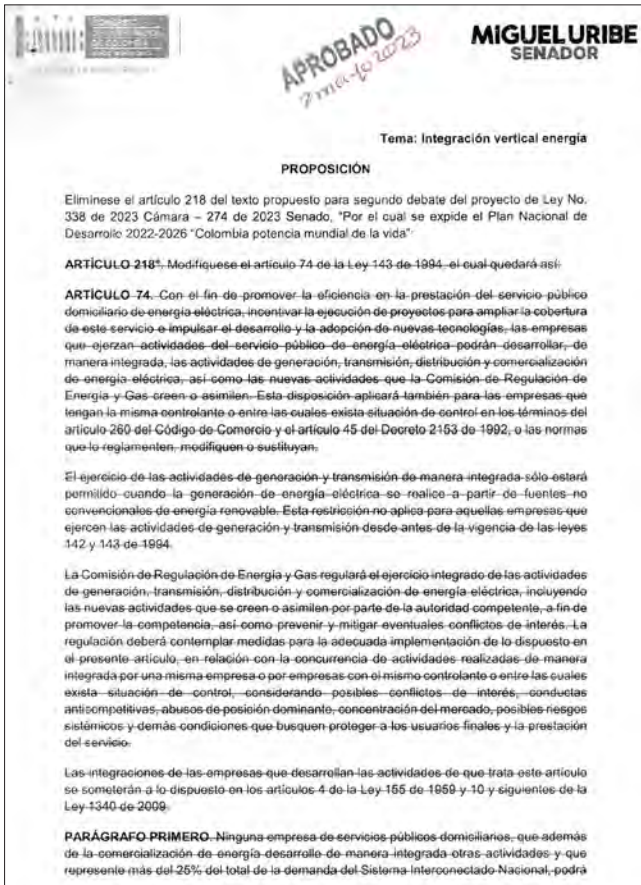 MIGUEL URIBE
SENADOR
APROBADO
2 mayo 2023
Tema: Integración vertical energía
PROPOSICIÓN
Elimínese el artículo 218 del texto propuesto para segundo debate del proyecto de Ley No.
338 de 2023 Cámara – 274 de 2023 Senado, "Por el cual se expide el Plan Nacional de
Desarrollo 2022-2026 "Colombia potencia mundial de la vida"
ARTÍCULO 218°. Modifíquese el artículo 74 de la Ley 143 de 1994, el cual quedará así:
ARTÍCULO 74. Con el fin de promover la eficiencia en la prestación del servicio público
domiciliario de energía eléctrica, incentivar la ejecución de proyectos para ampliar la cobertura
de este servicio e impulsar el desarrollo y la adopción de nuevas tecnologías, las empresas
que ejerzan actividades del servicio público de energía eléctrica podrán desarrollar, de
manera integrada, las actividades de generación, transmisión, distribución y comercialización
de energía eléctrica, así como las nuevas actividades que la Comisión de Regulación de
Energía y Gas creen o asimilen. Esta disposición aplicará también para las empresas que
tengan la misma controlante o entre las cuales exista situación de control en los términos del
artículo 260 del Código de Comercio y el artículo 45 del Decreto 2153 de 1992, o las normas
que lo reglamenten, modifiquen o sustituyan.
El ejercicio de las actividades de generación y transmisión de manera integrada sólo estará
permitido cuando la generación de energía eléctrica se realice a partir de fuentes no
convencionales de energía renovable. Esta restricción no aplica para aquellas empresas que
ejercen las actividades de generación y transmisión desde antes de la vigencia de las leyes
142 y 143 de 1994.
La Comisión de Regulación de Energía y Gas regulará el ejercicio integrado de las actividades
de generación, transmisión, distribución y comercialización de energía eléctrica, incluyendo
las nuevas actividades que se creen o asimilen por parte de la autoridad competente, a fin de
promover la competencia, así como prevenir y mitigar eventuales conflictos de interés. La
regulación deberá contemplar medidas para la adecuada implementación de lo dispuesto en
el presente artículo, en relación con la concurrencia de actividades realizadas de manera
integrada por una misma empresa o por empresas con el mismo controlante o entre las cuales
exista situación de control, considerando posibles conflictos de interés, conductas
anticompetitivas, abusos de posición dominante, concentración del mercado, posibles riesgos
sistémicos y demás condiciones que busquen proteger a los usuarios finales y la prestación
del servicio.
Las integraciones de las empresas que desarrollan las actividades de que trata este artículo
se someterán a lo dispuesto en los artículos 4 de la Ley 155 de 1959 y 10 y siguientes de la
Ley 1340 de 2009.
PARÁGRAFO PRIMERO. Ninguna empresa de servicios públicos domiciliarios, que además
de la comercialización de energía desarrolle de manera integrada otras actividades y que
represente más del 25% del total de la demanda del Sistema Interconectado Nacional, podrá